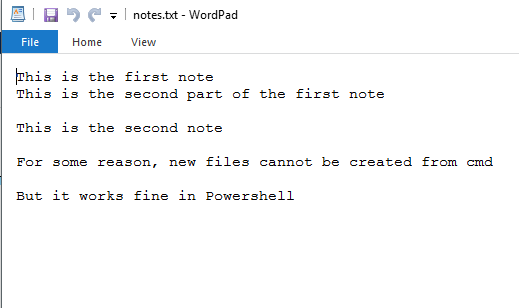 notes.txt - WordPad
File Home View
This is the first note
This is the second part of the first note
This is the second note
For some reason, new files cannot be created from cmd
But it works fine in Powershell